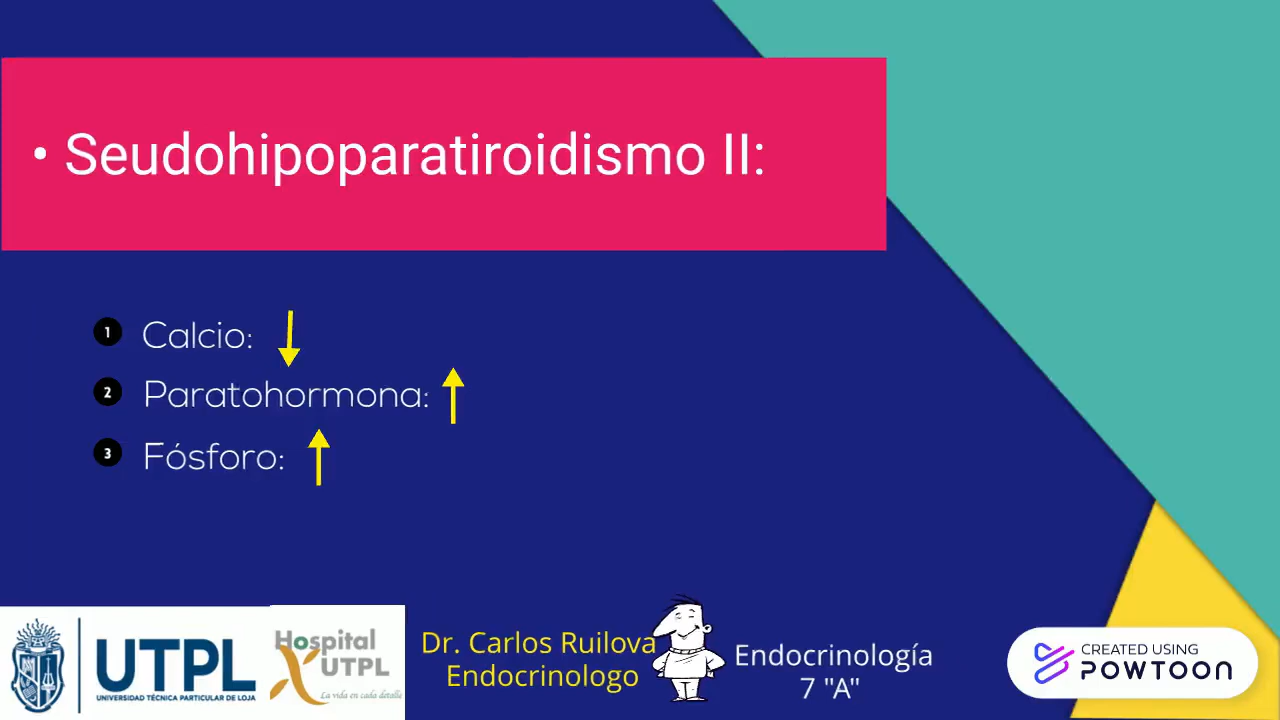 • Seudohipoparatiroidismo II:
1 Calcio:
2 Paratohormona:
3 Fósforo:
UTPL
UNIVERSIDAD TÉCNICA PARTICULAR DE LOJA
Hospital
UTPL
La vida en cada detalle
Dr. Carlos Ruilova
Endocrinologo
Endocrinología
7 "A"
CREATED USING
POWTOON